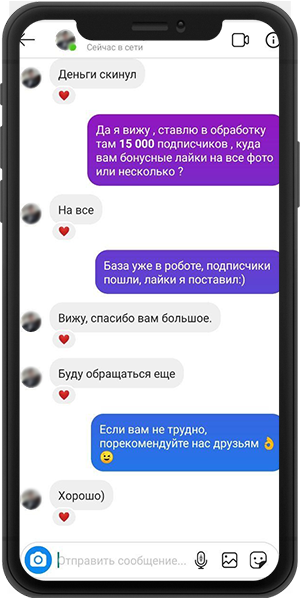 Сейчас в сети
Деньги скинул
Да я вижу , ставлю в обработку
там 15 000 подписчиков , куда
вам бонусные лайки на все фото
или несколько ?
На все
База уже в роботе, подписчики
пошли, лайки я поставил:)
Вижу, спасибо вам большое.
Буду обращаться еще
Если вам не трудно,
порекомендуйте нас друзьям 👌
😉
Хорошо)
Отправить сообщение...